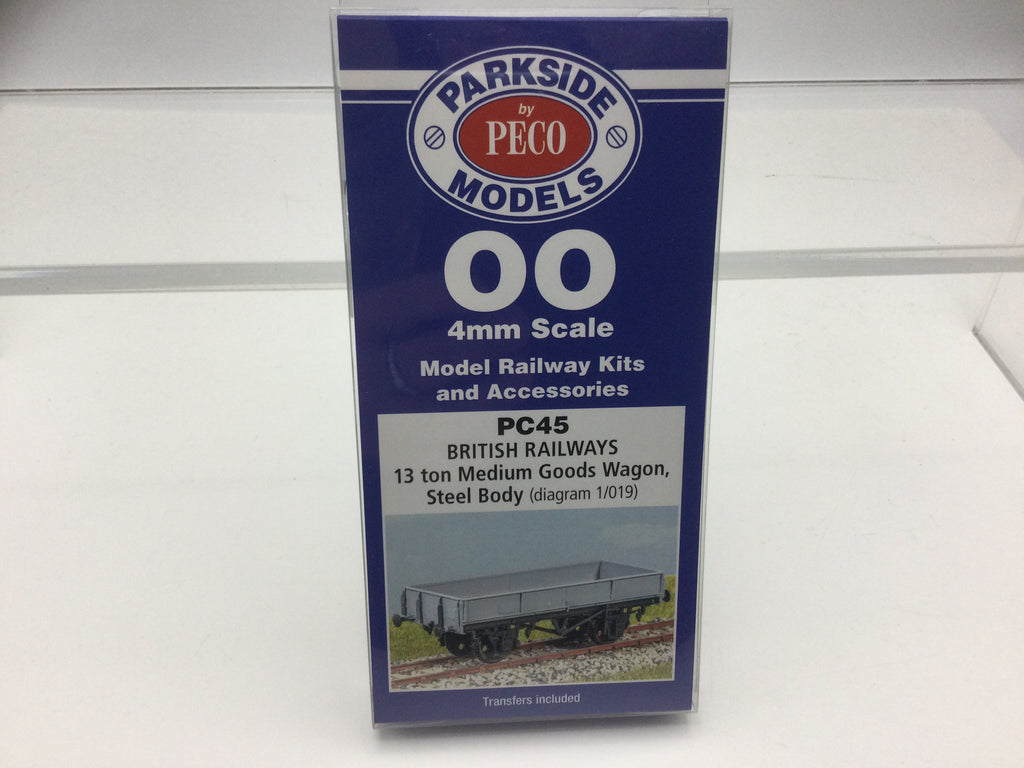 PARKSIDE
by
PECO
MODELS
OO
4mm Scale
Model Railway Kits
and Accessories
PC45
BRITISH RAILWAYS
13 ton Medium Goods Wagon,
Steel Body (diagram 1/019)
Transfers included